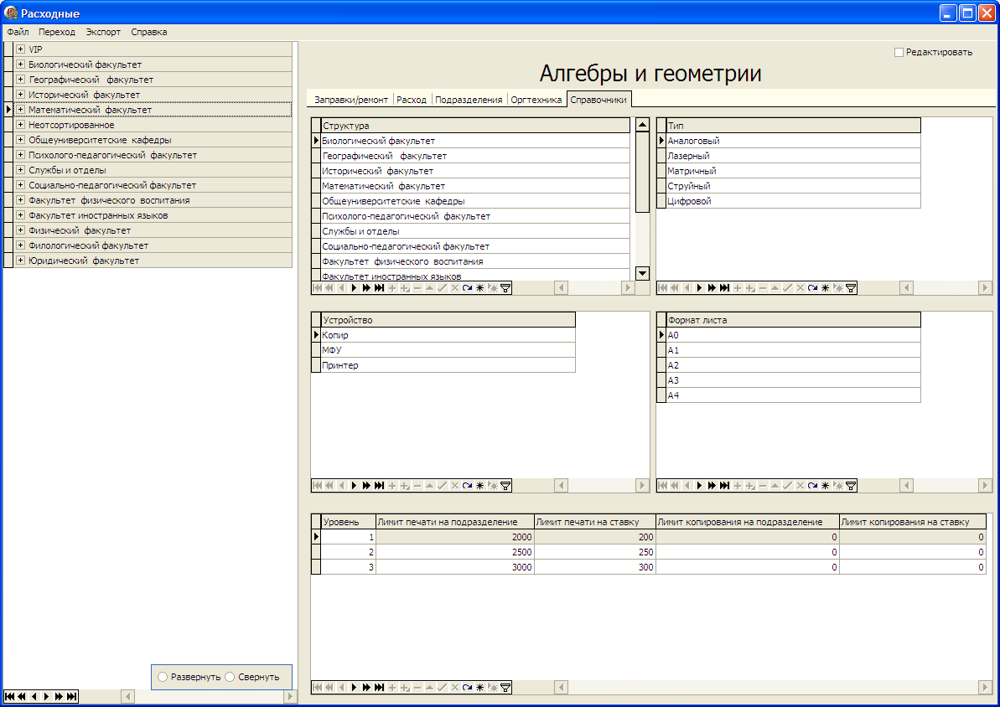 Расходные
Файл Переход Экспорт Справка
VIP
Биологический факультет
Географический факультет
Исторический факультет
Математический факультет
Неотсортированное
Общеуниверситетские кафедры
Психолого-педагогический факультет
Службы и отделы
Социально-педагогический факультет
Факультет физического воспитания
Факультет иностранных языков
Физический факультет
Филологический факультет
Юридический факультет
Развернуть Свернуть
Редактировать
Алгебры и геометрии
Заправки/ремонт Расход Подразделения Оргтехника Справочники
Структура
Биологический факультет
Географический факультет
Исторический факультет
Математический факультет
Общеуниверситетские кафедры
Психолого-педагогический факультет
Службы и отделы
Социально-педагогический факультет
Факультет физического воспитания
Факультет иностранных языков
Тип
Аналоговый
Лазерный
Матричный
Струйный
Цифровой
Устройство
Копир
МФУ
Принтер
Формат листа
A0
A1
A2
A3
A4
Уровень Лимит печати на подразделение Лимит печати на ставку Лимит копирования на подразделение Лимит копирования на ставку
1 2000 200 0 0
2 2500 250 0 0
3 3000 300 0 0